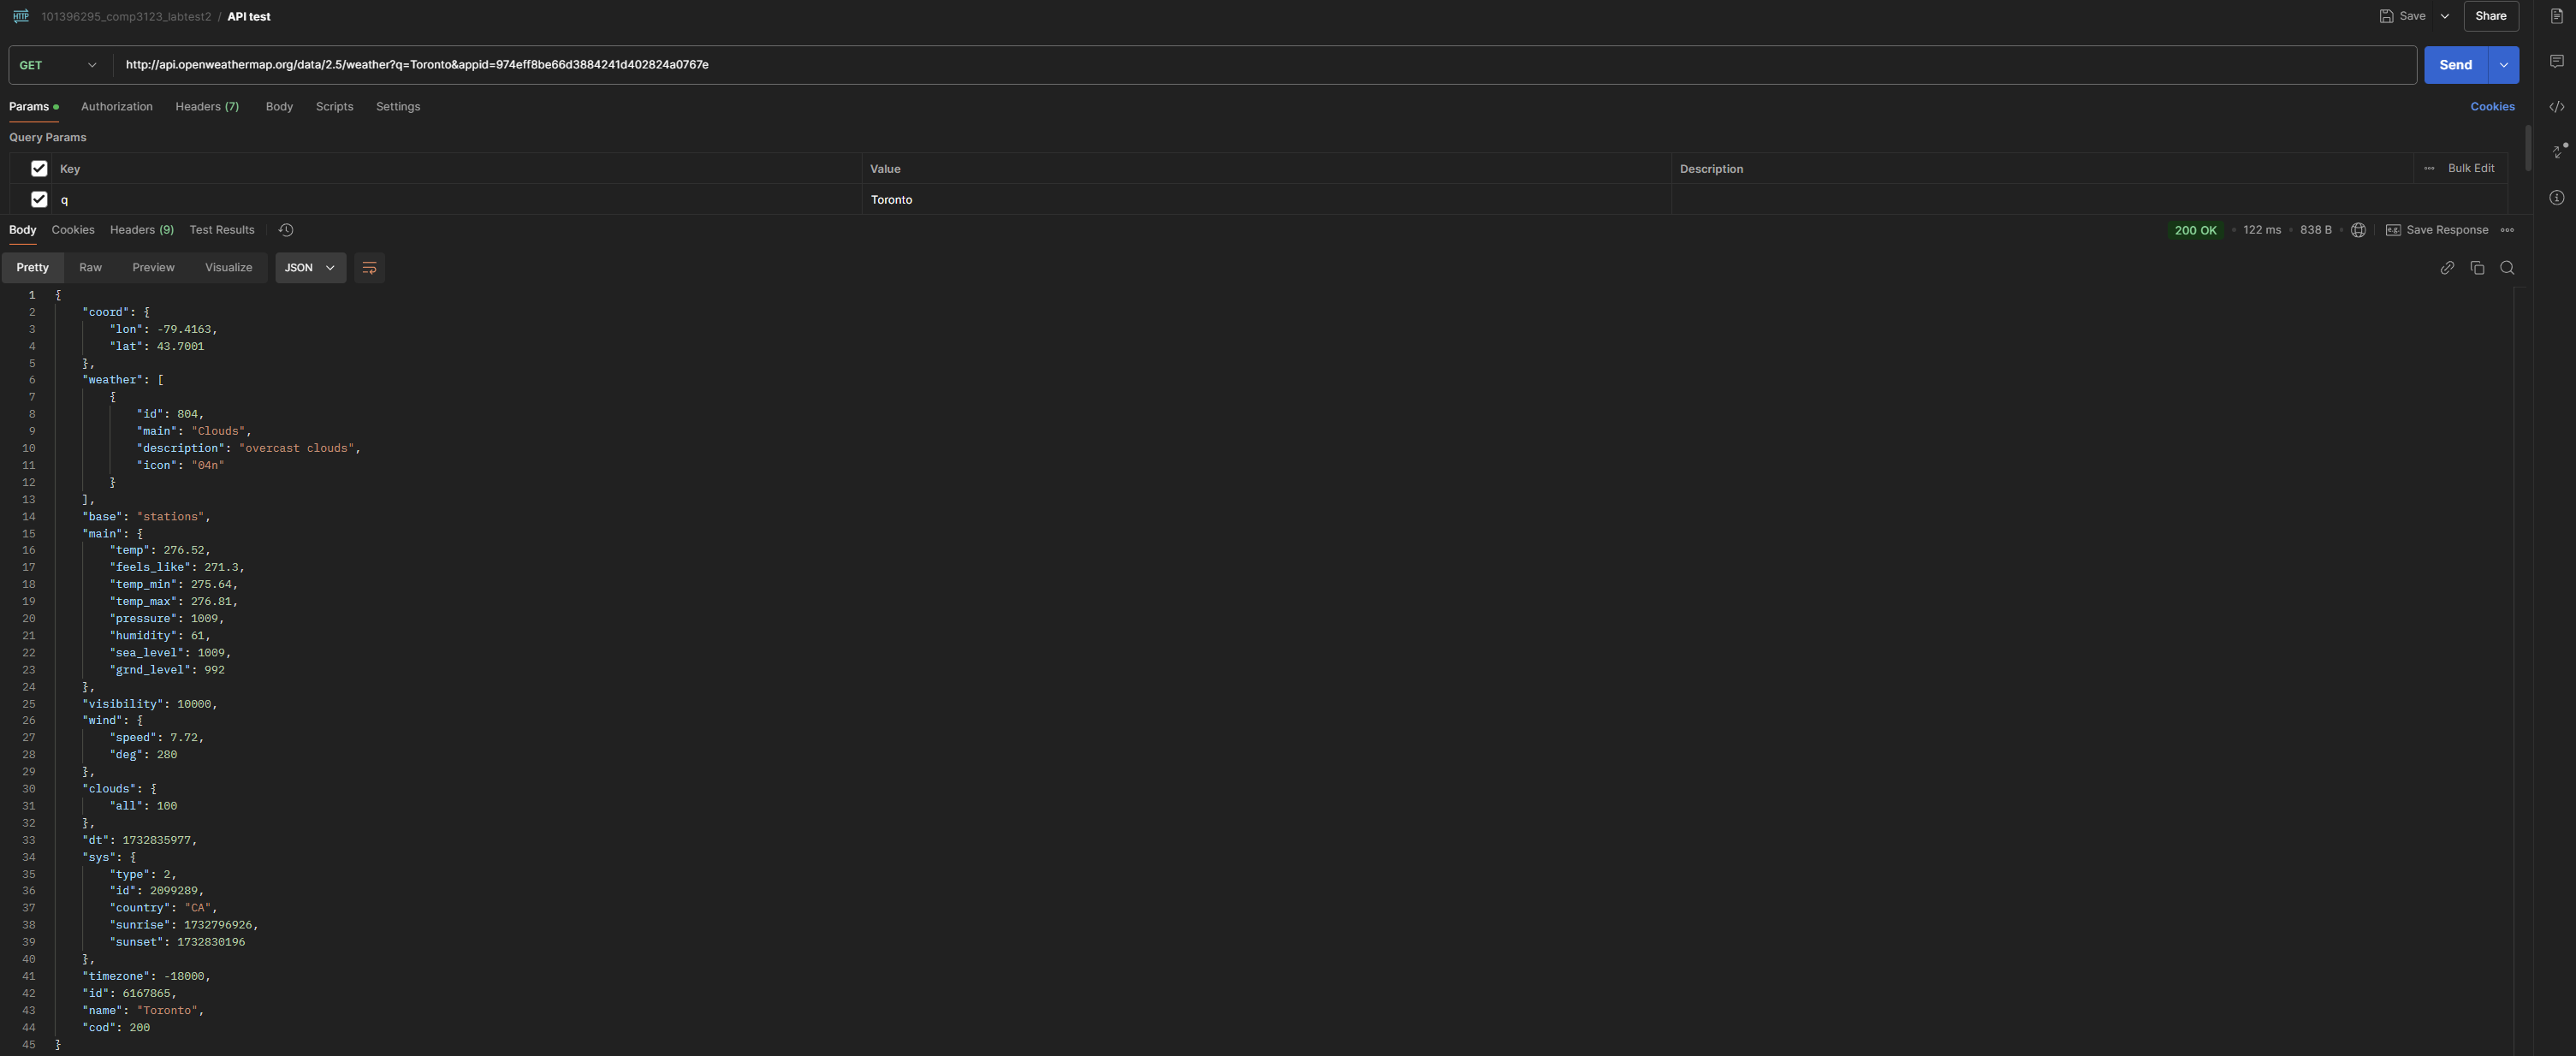 HTTP 101396295_comp3123_labtest2 / API test Save Share
GET http://api.openweathermap.org/data/2.5/weather?q=Toronto&appid=974eff8be66d3884241d402824a0767e Send
Params Authorization Headers (7) Body Scripts Settings Cookies
Query Params
Key Value Description Bulk Edit
q Toronto
Body Cookies Headers (9) Test Results 200 OK 122 ms 838 B e.g. Save Response
Pretty Raw Preview Visualize JSON
1 {
2 "coord": {
3 "lon": -79.4163,
4 "lat": 43.7001
5 },
6 "weather": [
7 {
8 "id": 804,
9 "main": "Clouds",
10 "description": "overcast clouds",
11 "icon": "04n"
12 }
13 ],
14 "base": "stations",
15 "main": {
16 "temp": 276.52,
17 "feels_like": 271.3,
18 "temp_min": 275.64,
19 "temp_max": 276.81,
20 "pressure": 1009,
21 "humidity": 61,
22 "sea_level": 1009,
23 "grnd_level": 992
24 },
25 "visibility": 10000,
26 "wind": {
27 "speed": 7.72,
28 "deg": 280
29 },
30 "clouds": {
31 "all": 100
32 },
33 "dt": 1732835977,
34 "sys": {
35 "type": 2,
36 "id": 2099289,
37 "country": "CA",
38 "sunrise": 1732796926,
39 "sunset": 1732830196
40 },
41 "timezone": -18000,
42 "id": 6167865,
43 "name": "Toronto",
44 "cod": 200
45 }